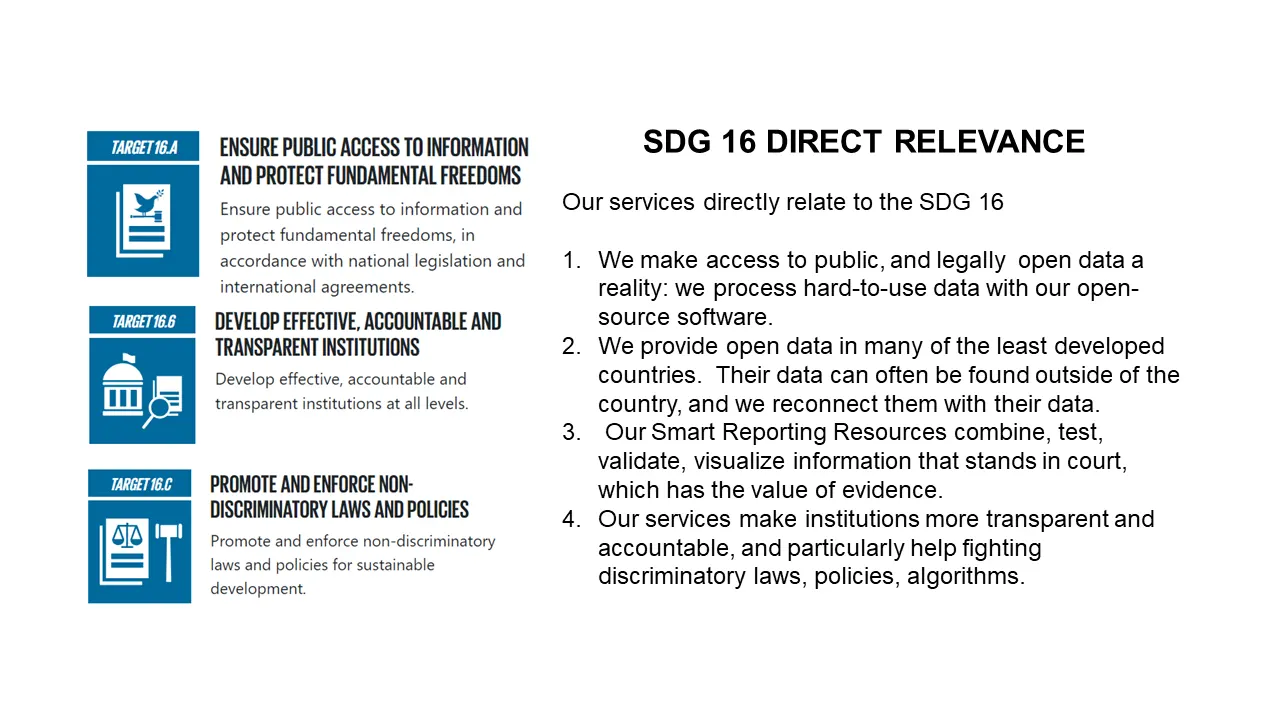 TARGET 16.A
ENSURE PUBLIC ACCESS TO INFORMATION
AND PROTECT FUNDAMENTAL FREEDOMS
Ensure public access to information and
protect fundamental freedoms, in
accordance with national legislation and
international agreements.
TARGET 16.6
DEVELOP EFFECTIVE, ACCOUNTABLE AND
TRANSPARENT INSTITUTIONS
Develop effective, accountable and
transparent institutions at all levels.
TARGET 16.C
PROMOTE AND ENFORCE NON-
DISCRIMINATORY LAWS AND POLICIES
Promote and enforce non-discriminatory
laws and policies for sustainable
development.
SDG 16 DIRECT RELEVANCE
Our services directly relate to the SDG 16
1. We make access to public, and legally open data a
reality: we process hard-to-use data with our open-
source software.
2. We provide open data in many of the least developed
countries. Their data can often be found outside of the
country, and we reconnect them with their data.
3. Our Smart Reporting Resources combine, test,
validate, visualize information that stands in court,
which has the value of evidence.
4. Our services make institutions more transparent and
accountable, and particularly help fighting
discriminatory laws, policies, algorithms.